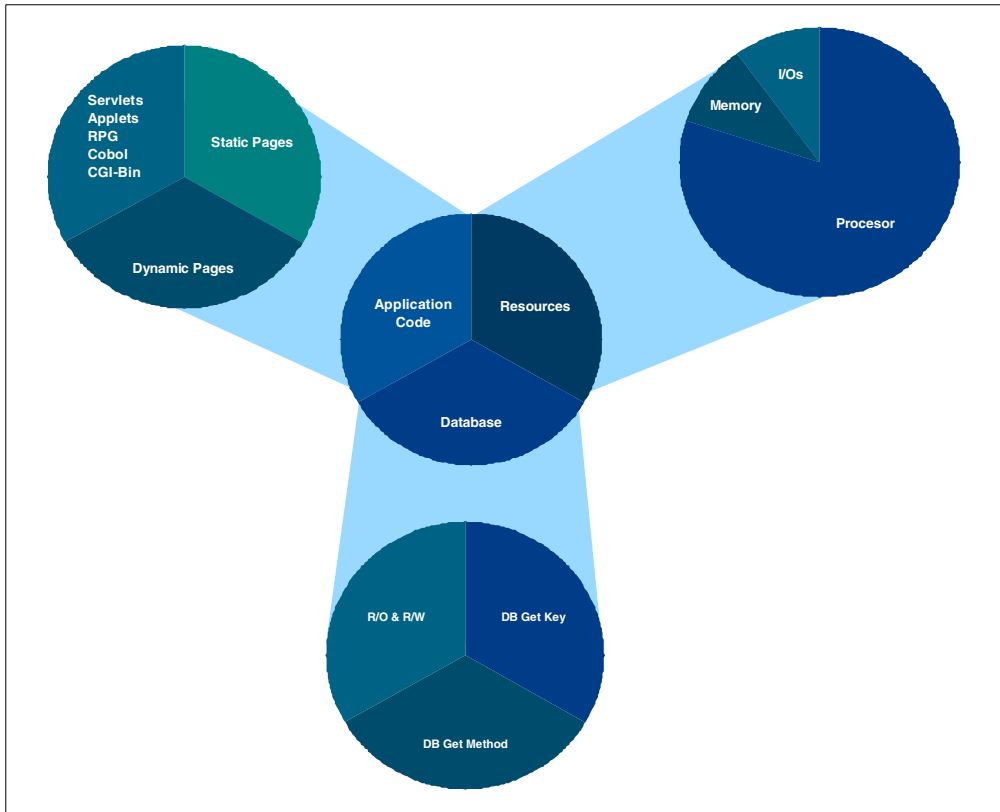 Servlets
Applets
RPG
Cobol
CGI-Bin
Static Pages
Dynamic Pages
I/Os
Memory
Procesor
Application
Code
Resources
Database
R/O & R/W
DB Get Key
DB Get Method